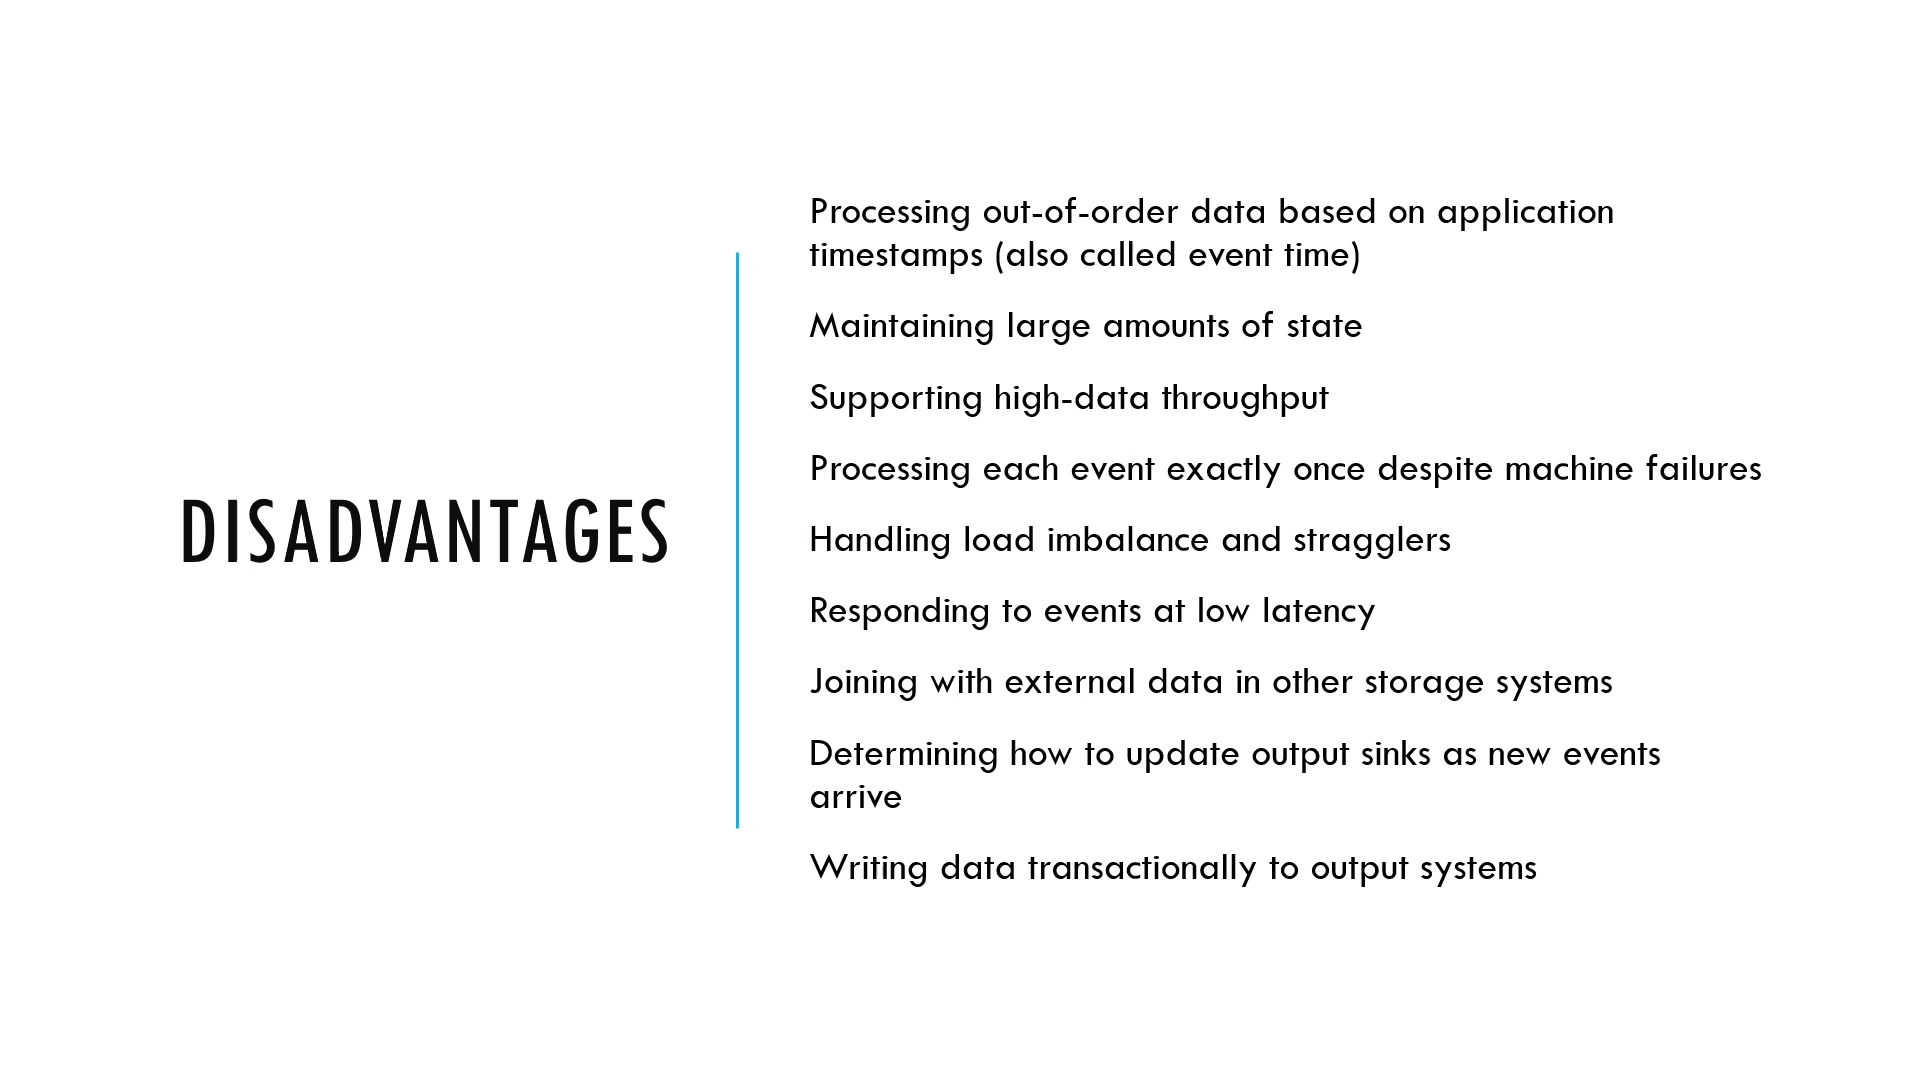 DISADVANTAGES
Processing out-of-order data based on application
timestamps (also called event time)
Maintaining large amounts of state
Supporting high-data throughput
Processing each event exactly once despite machine failures
Handling load imbalance and stragglers
Responding to events at low latency
Joining with external data in other storage systems
Determining how to update output sinks as new events
arrive
Writing data transactionally to output systems